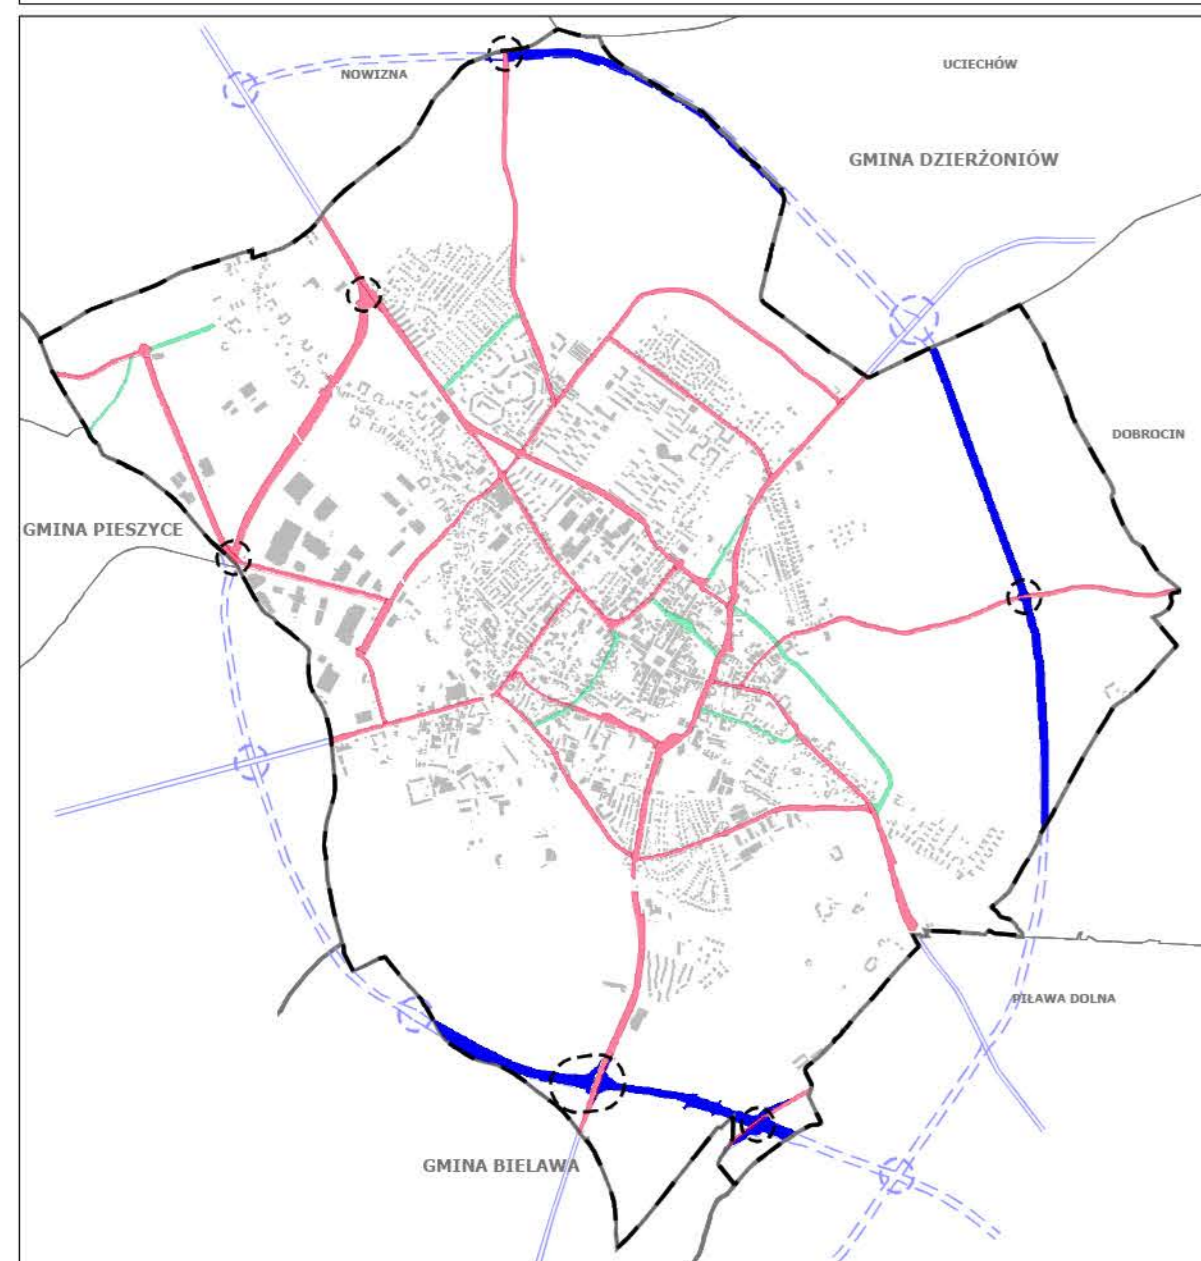 UCIECHÓW
NOWIZNA
GMINA DZIERŻONIÓW
DOBROCIN
GMINA PIESZYCE
PIŁAWA DOLNA
GMINA BIELAWA